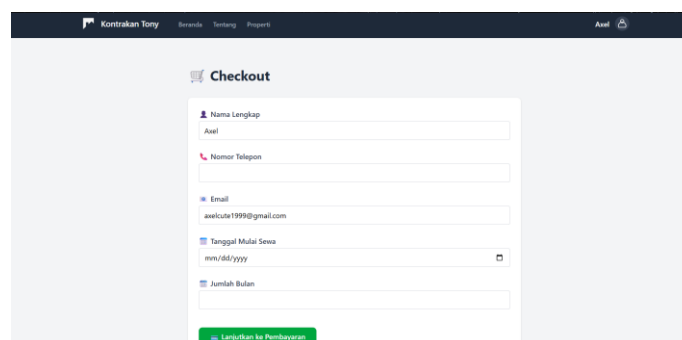 Kontrakan Tony Beranda Tentang Properti Axel
Checkout
Nama Lengkap
Axel
Nomor Telepon
Email
axelcute1999@gmail.com
Tanggal Mulai Sewa
mm/dd/yyyy
Jumlah Bulan
Lanjutkan ke Pembayaran